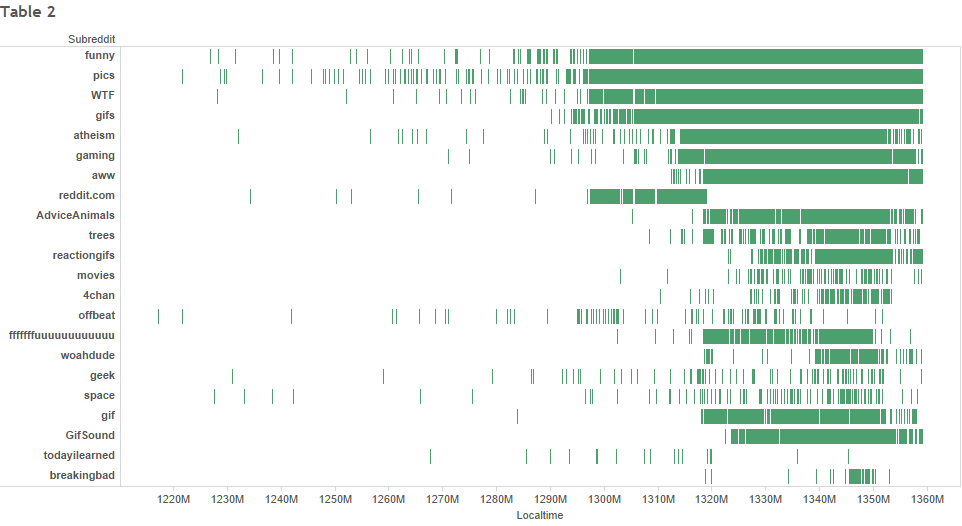 Table 2
Subreddit
funny
pics
WTF
gifs
atheism
gaming
aww
reddit.com
AdviceAnimals
trees
reactiongifs
movies
4chan
offbeat
fffffffuuuuuuuuuuuu
woahdude
geek
space
gif
GifSound
todayilearned
breakingbad
1220M 1230M 1240M 1250M 1260M 1270M 1280M 1290M 1300M 1310M 1320M 1330M 1340M 1350M 1360M
Localtime